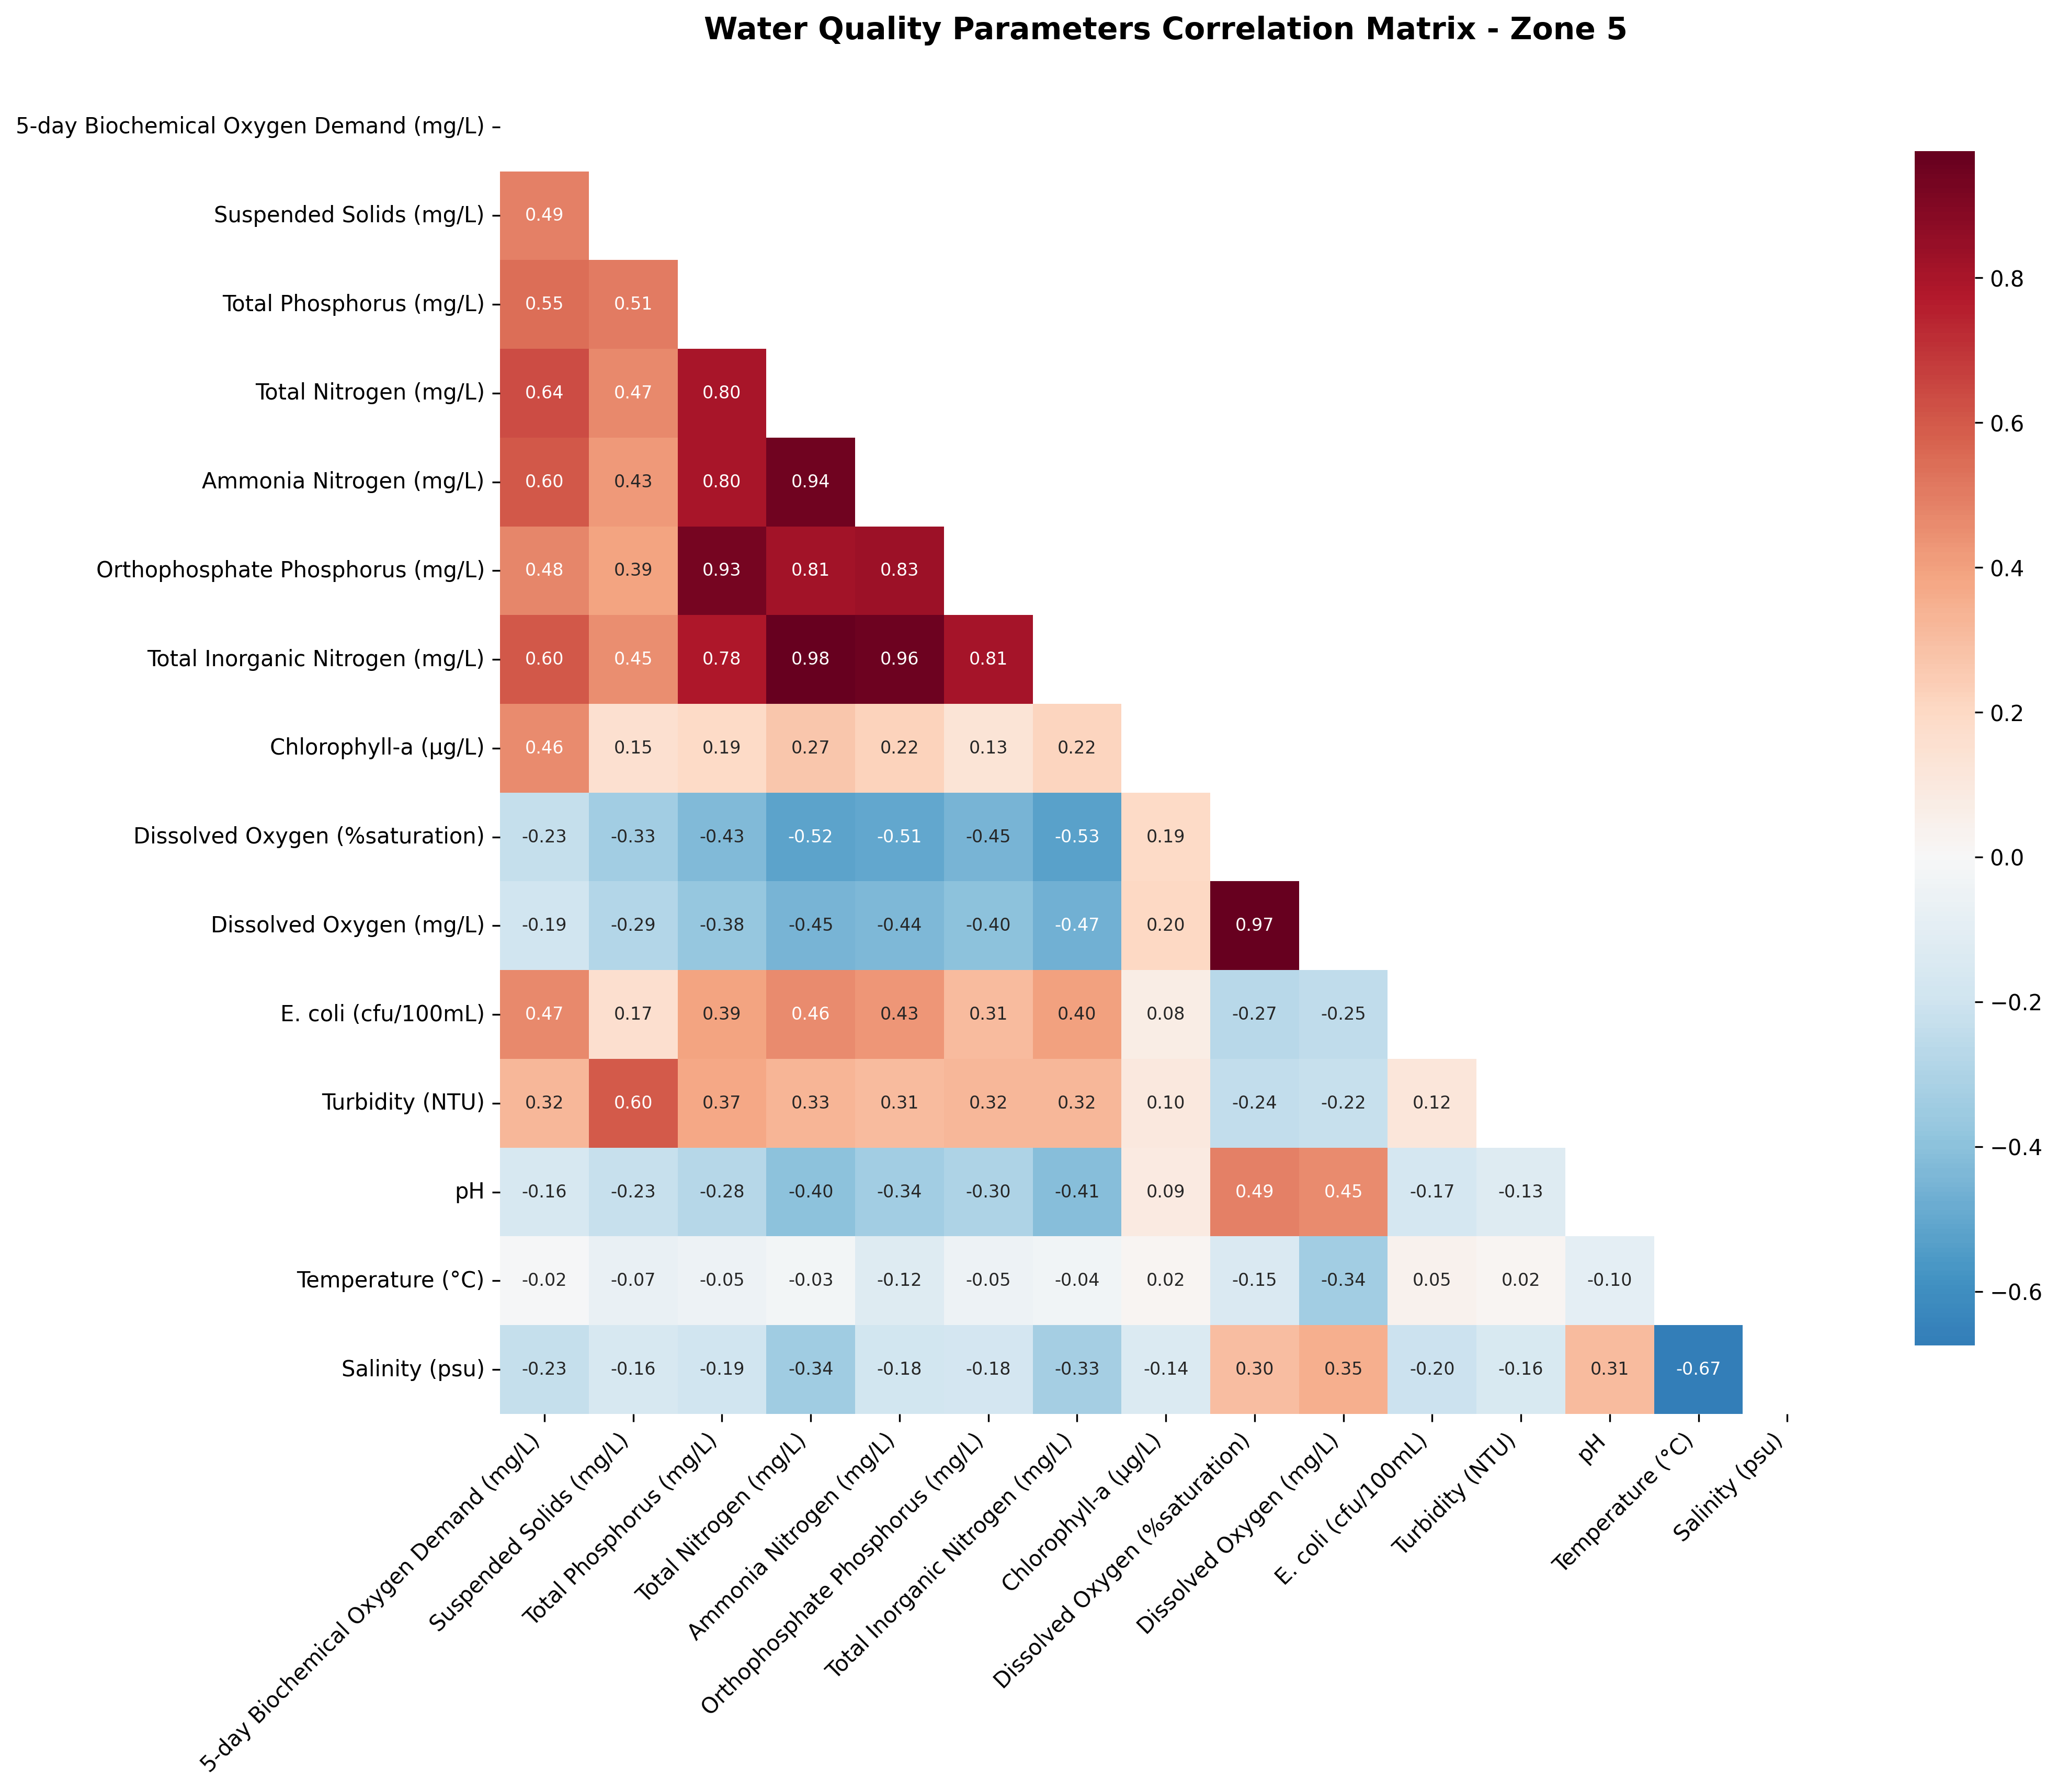 Water Quality Parameters Correlation Matrix - Zone 5
5-day Biochemical Oxygen Demand (mg/L)
Suspended Solids (mg/L) 0.49
Total Phosphorus (mg/L) 0.55 0.51
Total Nitrogen (mg/L) 0.64 0.47 0.80
Ammonia Nitrogen (mg/L) 0.60 0.43 0.80 0.94
Orthophosphate Phosphorus (mg/L) 0.48 0.39 0.93 0.81 0.83
Total Inorganic Nitrogen (mg/L) 0.60 0.45 0.78 0.98 0.96 0.81
Chlorophyll-a (μg/L) 0.46 0.15 0.19 0.27 0.22 0.13 0.22
Dissolved Oxygen (%saturation) -0.23 -0.33 -0.43 -0.52 -0.51 -0.45 -0.53 0.19
Dissolved Oxygen (mg/L) -0.19 -0.29 -0.38 -0.45 -0.44 -0.40 -0.47 0.20 0.97
E. coli (cfu/100mL) 0.47 0.17 0.39 0.46 0.43 0.31 0.40 0.08 -0.27 -0.25
Turbidity (NTU) 0.32 0.60 0.37 0.33 0.31 0.32 0.32 0.10 -0.24 -0.22 0.12
pH -0.16 -0.23 -0.28 -0.40 -0.34 -0.30 -0.41 0.09 0.49 0.45 -0.17 -0.13
Temperature (°C) -0.02 -0.07 -0.05 -0.03 -0.12 -0.05 -0.04 0.02 -0.15 -0.34 0.05 0.02 -0.10
Salinity (psu) -0.23 -0.16 -0.19 -0.34 -0.18 -0.18 -0.33 -0.14 0.30 0.35 -0.20 -0.16 0.31 -0.67
5-day Biochemical Oxygen Demand (mg/L)
Suspended Solids (mg/L)
Total Phosphorus (mg/L)
Total Nitrogen (mg/L)
Ammonia Nitrogen (mg/L)
Orthophosphate Phosphorus (mg/L)
Total Inorganic Nitrogen (mg/L)
Chlorophyll-a (μg/L)
Dissolved Oxygen (%saturation)
Dissolved Oxygen (mg/L)
E. coli (cfu/100mL)
Turbidity (NTU)
pH
Temperature (°C)
Salinity (psu)
0.8
0.6
0.4
0.2
0.0
−0.2
−0.4
−0.6